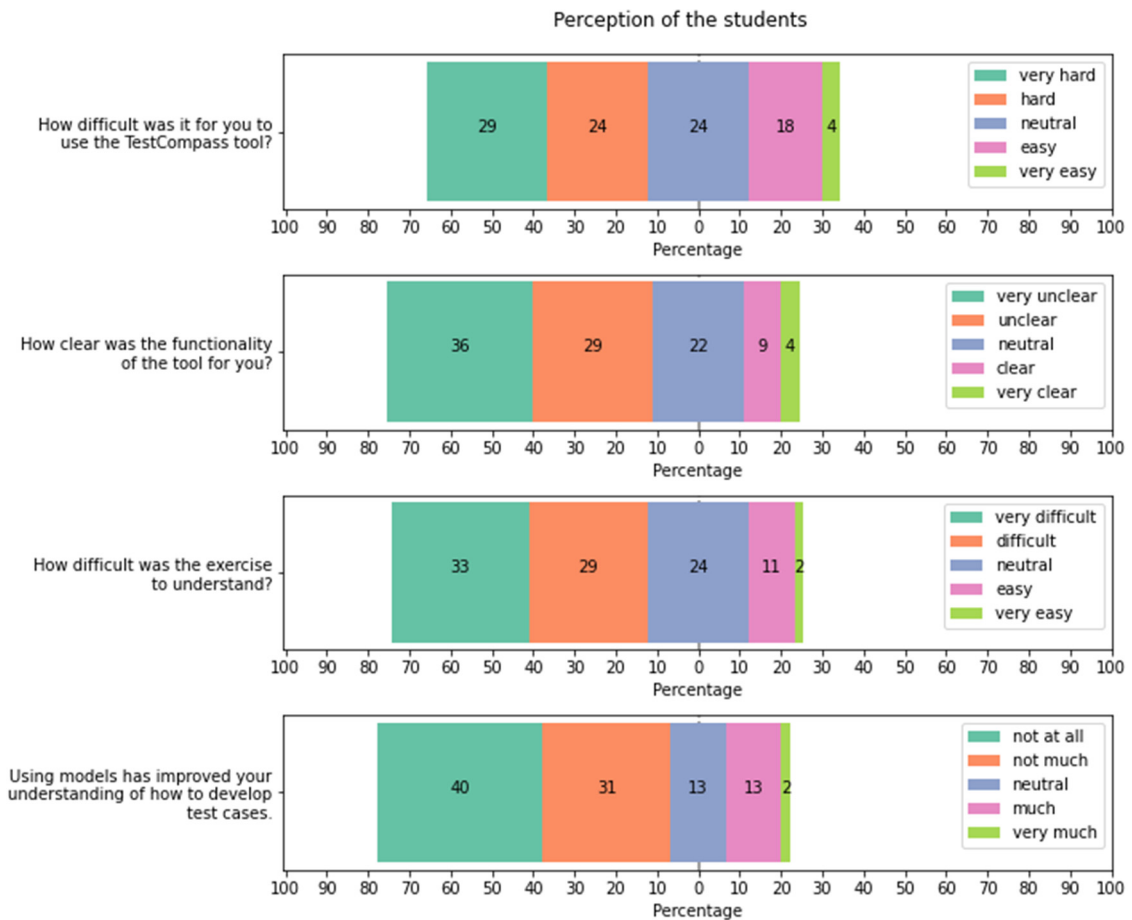 Perception of the students
How difficult was it for you to
use the TestCompass tool?
29 24 24 18 4
very hard
hard
neutral
easy
very easy
100 90 80 70 60 50 40 30 20 10 0 10 20 30 40 50 60 70 80 90 100
Percentage
How clear was the functionality
of the tool for you?
36 29 22 9 4
very unclear
unclear
neutral
clear
very clear
100 90 80 70 60 50 40 30 20 10 0 10 20 30 40 50 60 70 80 90 100
Percentage
How difficult was the exercise
to understand?
33 29 24 11 2
very difficult
difficult
neutral
easy
very easy
100 90 80 70 60 50 40 30 20 10 0 10 20 30 40 50 60 70 80 90 100
Percentage
Using models has improved your
understanding of how to develop
test cases.
40 31 13 13 2
not at all
not much
neutral
much
very much
100 90 80 70 60 50 40 30 20 10 0 10 20 30 40 50 60 70 80 90 100
Percentage